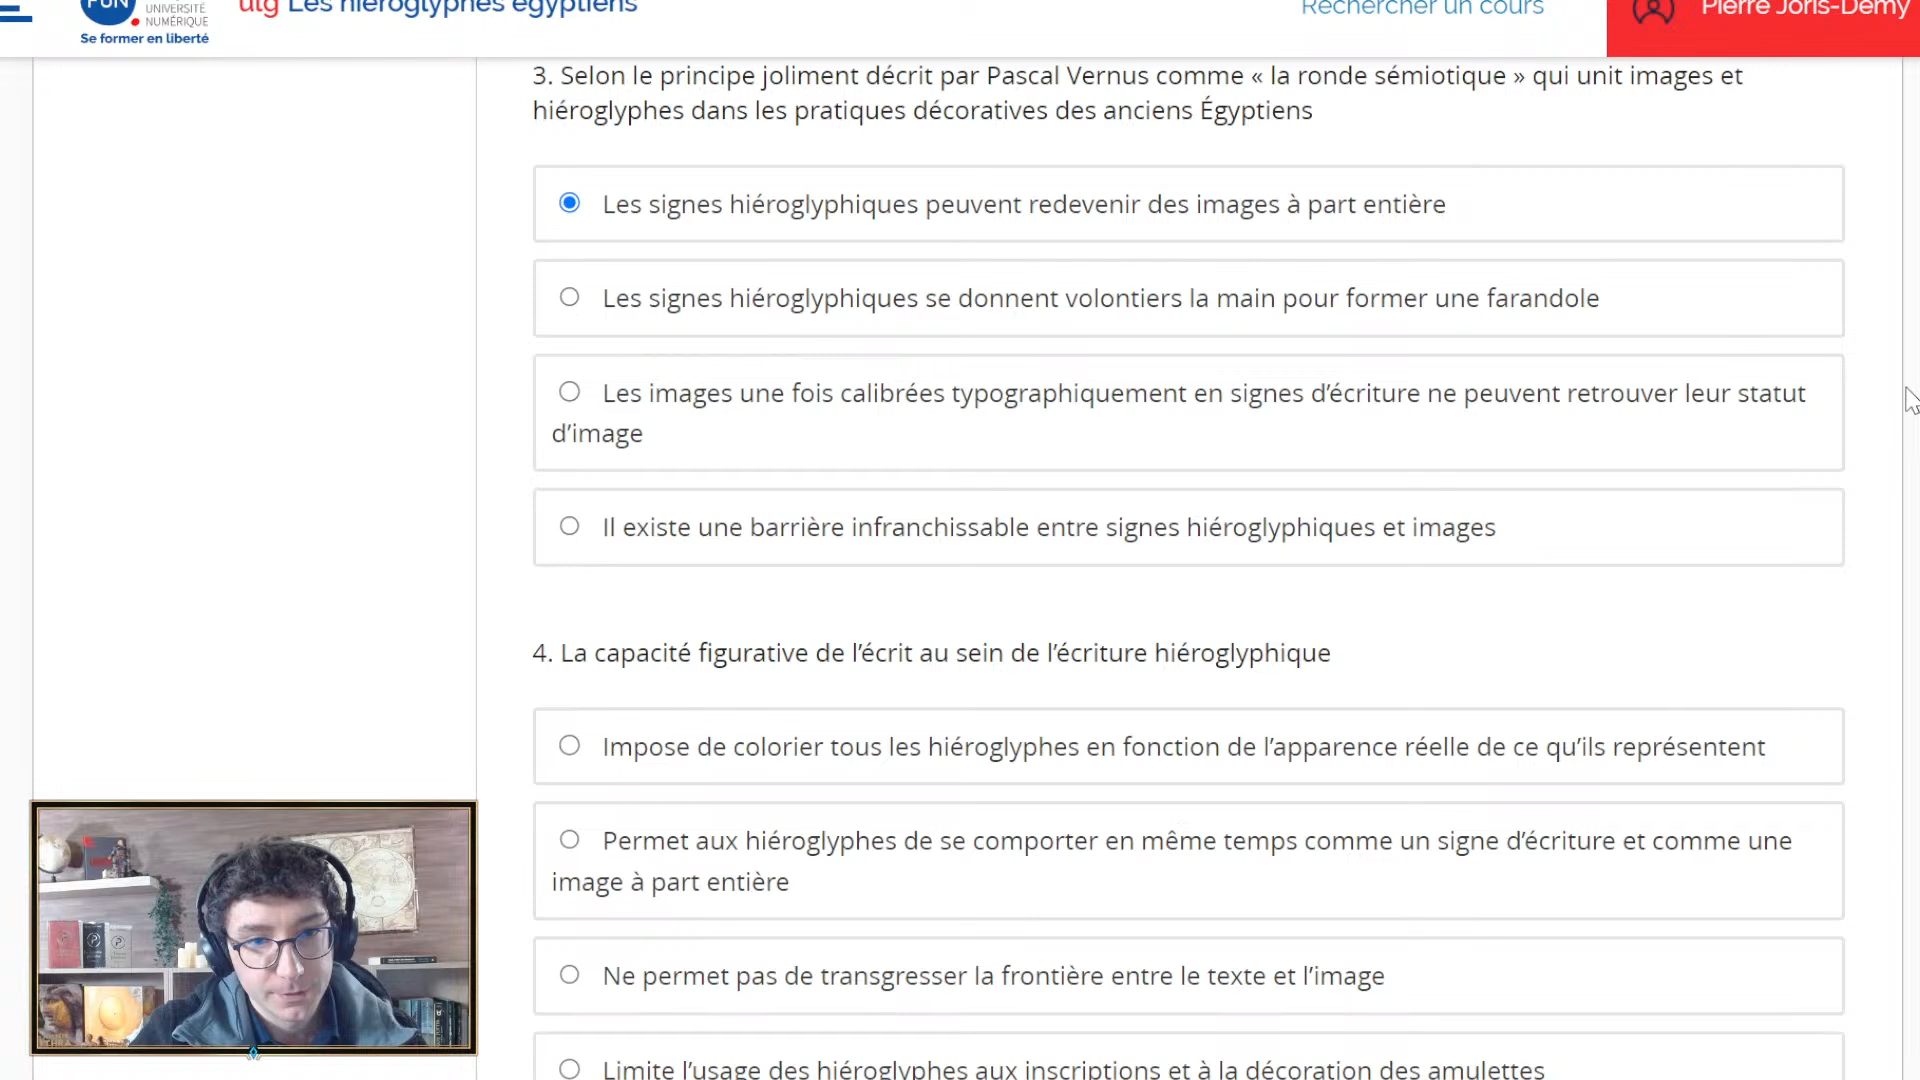 FUN
UNIVERSITÉ
NUMÉRIQUE
Se former en liberté
ulg Les hiéroglyphes égyptiens
Rechercher un cours
Pierre Joris-Demy
3. Selon le principe joliment décrit par Pascal Vernus comme « la ronde sémiotique » qui unit images et
hiéroglyphes dans les pratiques décoratives des anciens Égyptiens
Les signes hiéroglyphiques peuvent redevenir des images à part entière
Les signes hiéroglyphiques se donnent volontiers la main pour former une farandole
Les images une fois calibrées typographiquement en signes d’écriture ne peuvent retrouver leur statut
d’image
Il existe une barrière infranchissable entre signes hiéroglyphiques et images
4. La capacité figurative de l’écrit au sein de l’écriture hiéroglyphique
Impose de colorier tous les hiéroglyphes en fonction de l’apparence réelle de ce qu’ils représentent
Permet aux hiéroglyphes de se comporter en même temps comme un signe d’écriture et comme une
image à part entière
Ne permet pas de transgresser la frontière entre le texte et l’image
Limite l’usage des hiéroglyphes aux inscriptions et à la décoration des amulettes